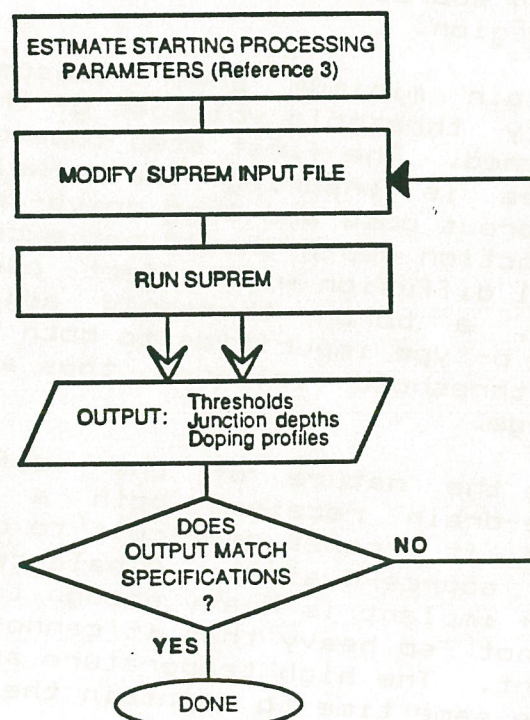 ESTIMATE STARTING PROCESSING
PARAMETERS (Reference 3)
MODIFY SUPREM INPUT FILE
RUN SUPREM
OUTPUT: Thresholds
Junction depths
Doping profiles
DOES
OUTPUT MATCH
SPECIFICATIONS
?
NO
YES
DONE